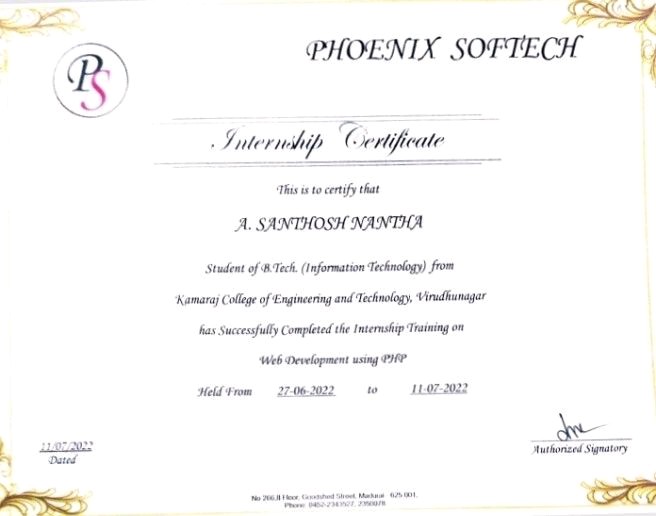 PS
PHOENIX SOFTECH
Internship Certificate
This is to certify that
A. SANTHOSH NANTHA
Student of B.Tech. (Information Technology) from
Kamaraj College of Engineering and Technology, Virudhunagar
has Successfully Completed the Internship Training on
Web Development using PHP
Held From 27-06-2022 to 11-07-2022
11/07/2022
Dated
Authorized Signatory
No 266,II Floor, Goodshed Street, Madurai 625 001.
Phone: 0452-2343527, 2350078